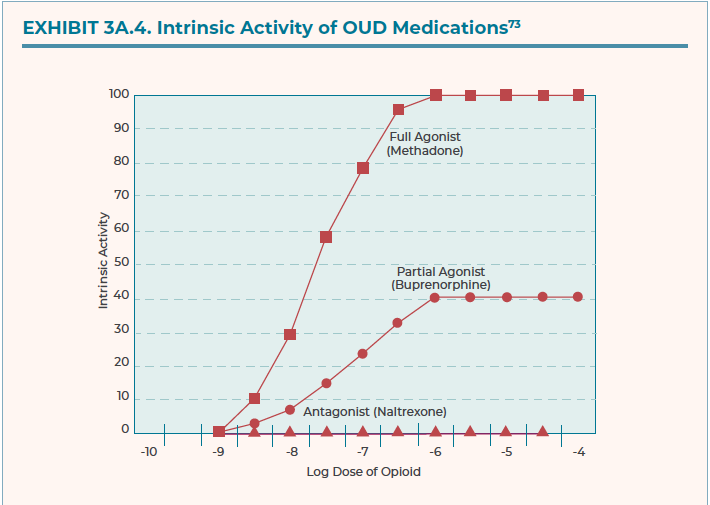 EXHIBIT 3A.4. Intrinsic Activity of OUD Medications73
100
90
80
70
60
50
40
30
20
10
0
Intrinsic Activity
Full Agonist
(Methadone)
Partial Agonist
(Buprenorphine)
Antagonist (Naltrexone)
-10 -9 -8 -7 -6 -5 -4
Log Dose of Opioid